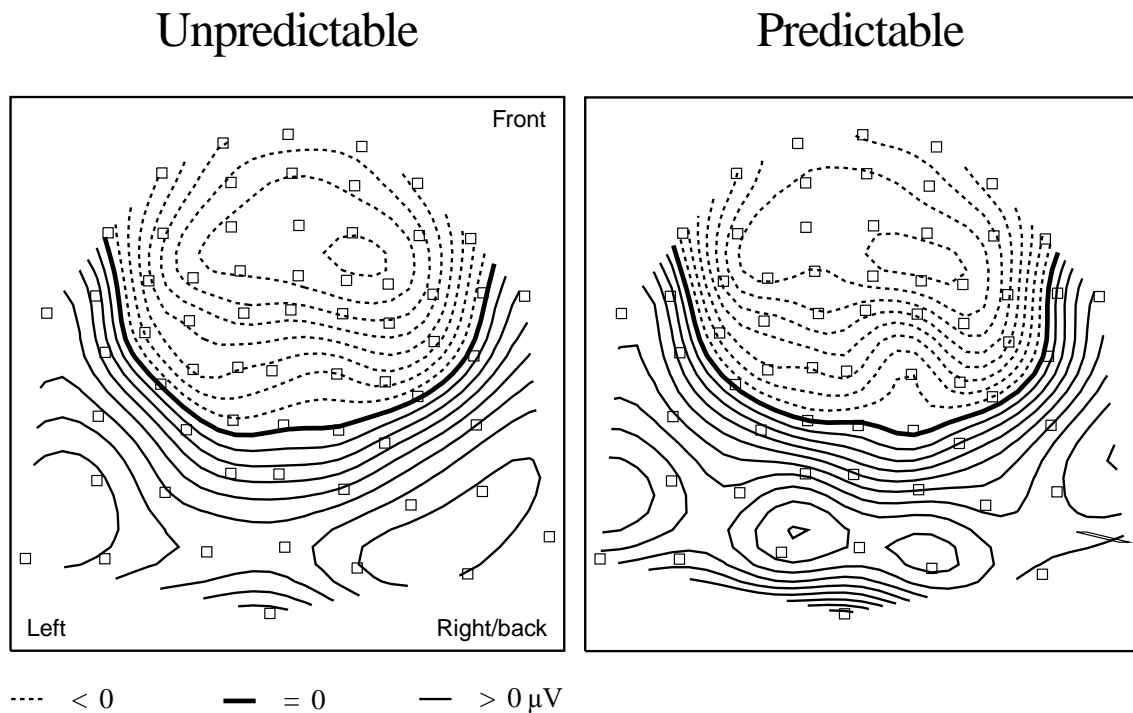 Unpredictable Predictable
Front
Left Right/back
< 0 = 0 > 0 μV